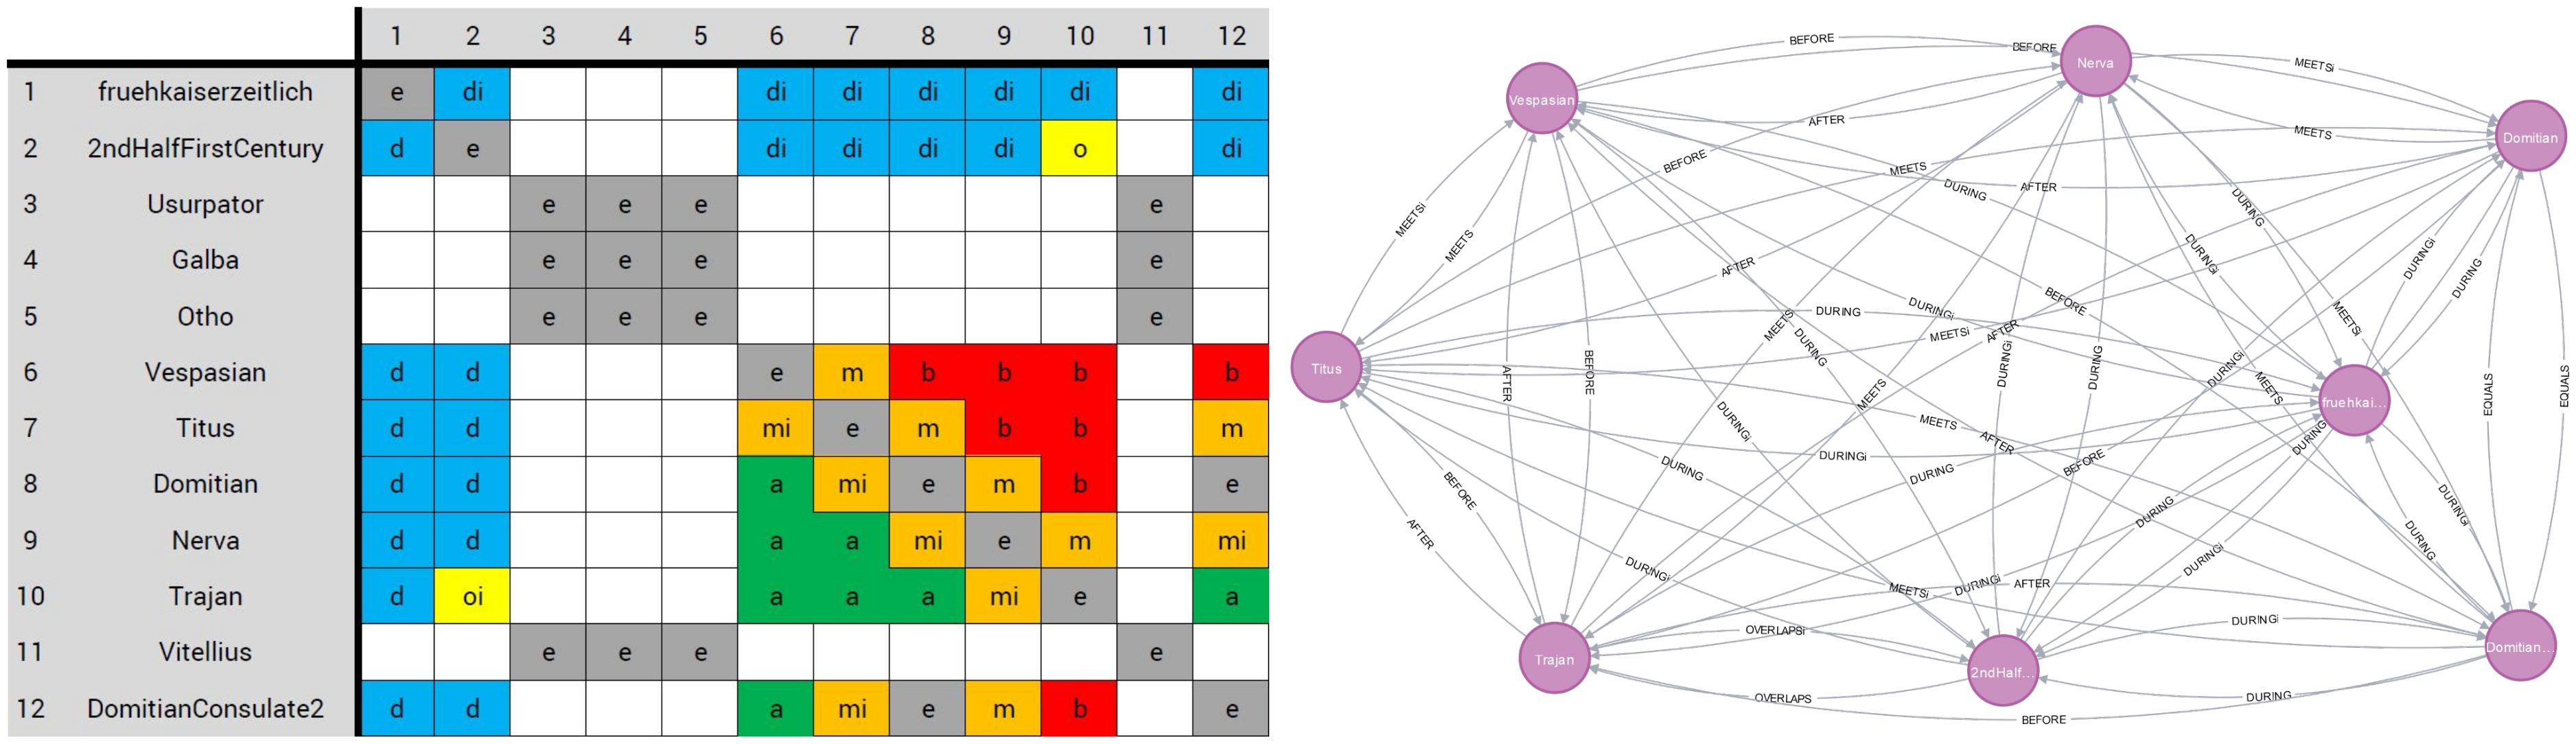 1 2 3 4 5 6 7 8 9 10 11 12
1 fruehkaiserzeitlich e di di di di di di di
2 2ndHalfFirstCentury d e di di di di o di
3 Usurpator e e e e
4 Galba e e e e
5 Otho e e e e
6 Vespasian d d e m b b b b
7 Titus d d mi e m b b m
8 Domitian d d a mi e m b e
9 Nerva d d a a mi e m mi
10 Trajan d oi a a a mi e a
11 Vitellius e e e e
12 DomitianConsulate2 d d a mi e m b e
BEFORE
BEFORE
Nerva
MEETSi
Vespasian
AFTER
MEETS
Domitian
BEFORE
MEETS
AFTER
DURING
DURING
MEETSi
MEETS
DURINGi
AFTER
DURINGi
DURING
BEFORE
DURING
DURINGi
MEETS
DURING
MEETSi
AFTER
MEETSi
Titus
AFTER
BEFORE
DURINGi
DURING
DURINGi
MEETS
EQUALS
EQUALS
fruehkai...
DURINGi
MEETS
MEETS
AFTER
DURING
DURINGi
BEFORE
DURING
DURING
BEFORE
DURINGi
DURING
AFTER
DURING
DURINGi
DURINGi
MEETSi
DURINGi
AFTER
OVERLAPSi
DURINGi
Trajan
2ndHalf...
Domitian...
OVERLAPS
DURING
BEFORE